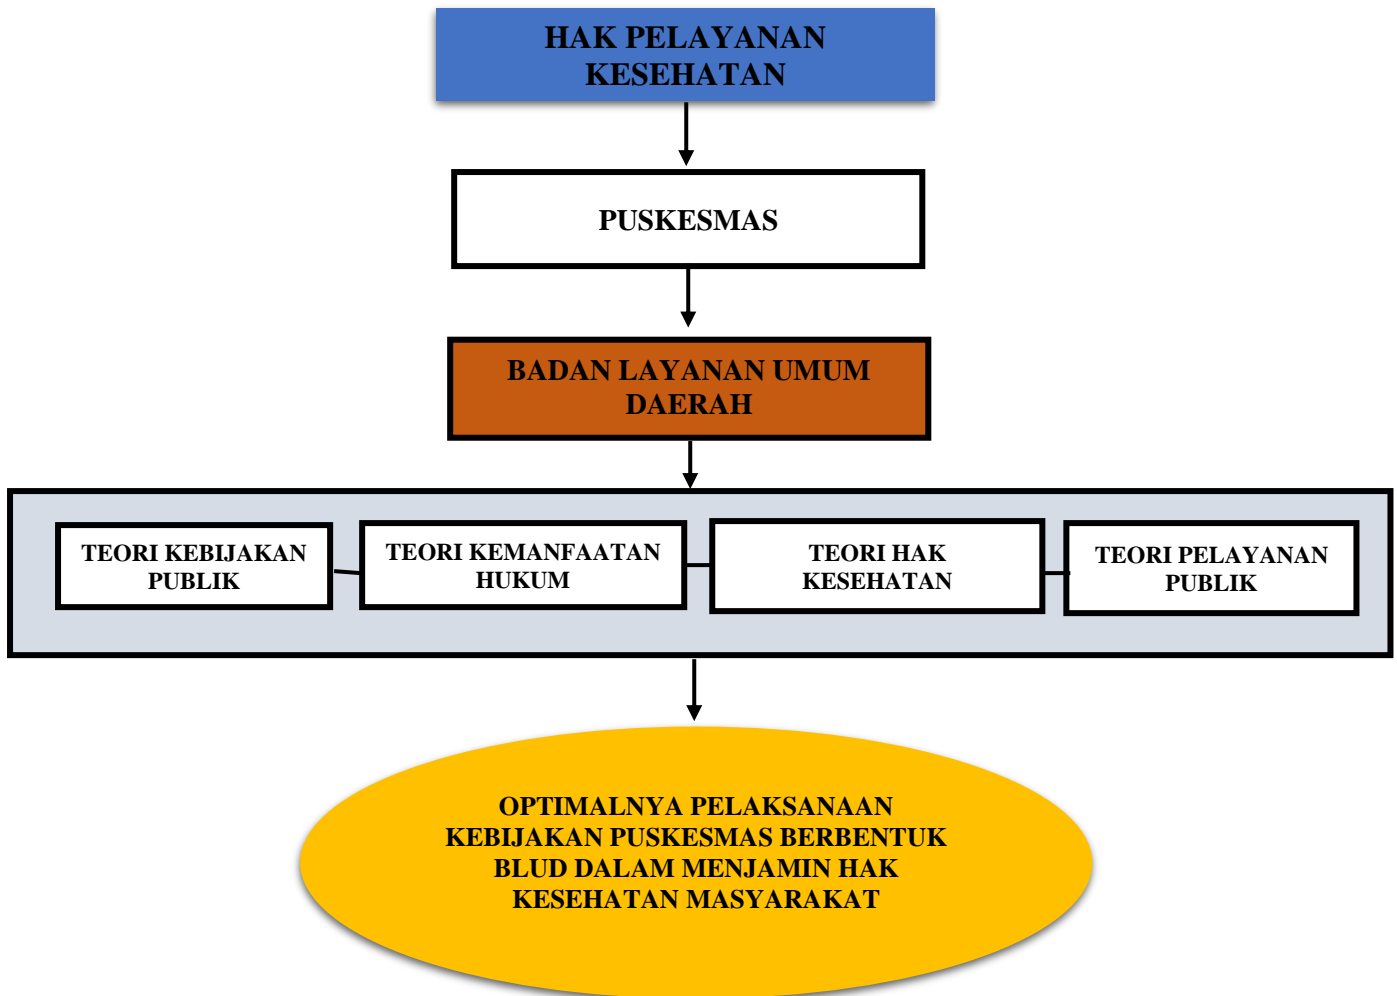 HAK PELAYANAN
KESEHATAN
PUSKESMAS
BADAN LAYANAN UMUM
DAERAH
TEORI KEBIJAKAN
PUBLIK
TEORI KEMANFAATAN
HUKUM
TEORI HAK
KESEHATAN
TEORI PELAYANAN
PUBLIK
OPTIMALNYA PELAKSANAAN
KEBIJAKAN PUSKESMAS BERBENTUK
BLUD DALAM MENJAMIN HAK
KESEHATAN MASYARAKAT